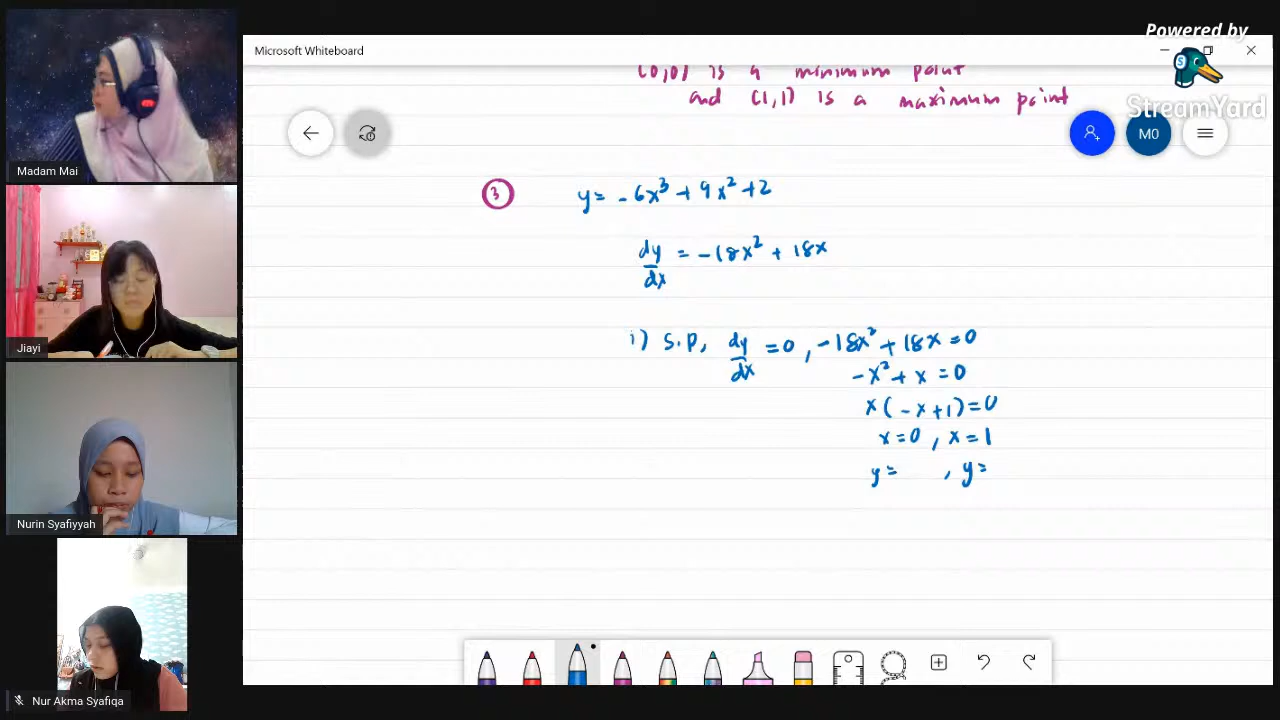 Powered by
StreamYard
Microsoft Whiteboard
(0,0) is a minimum point
and (1,1) is a maximum point
M0
Madam Mai
3 y = -6x³ + 9x² + 2
dy/dx = -18x² + 18x
Jiayi
i) S.P, dy/dx = 0, -18x² + 18x = 0
-x² + x = 0
x(-x+1) = 0
x = 0, x = 1
y = , y =
Nurin Syafiyyah
Nur Akma Syafiqa